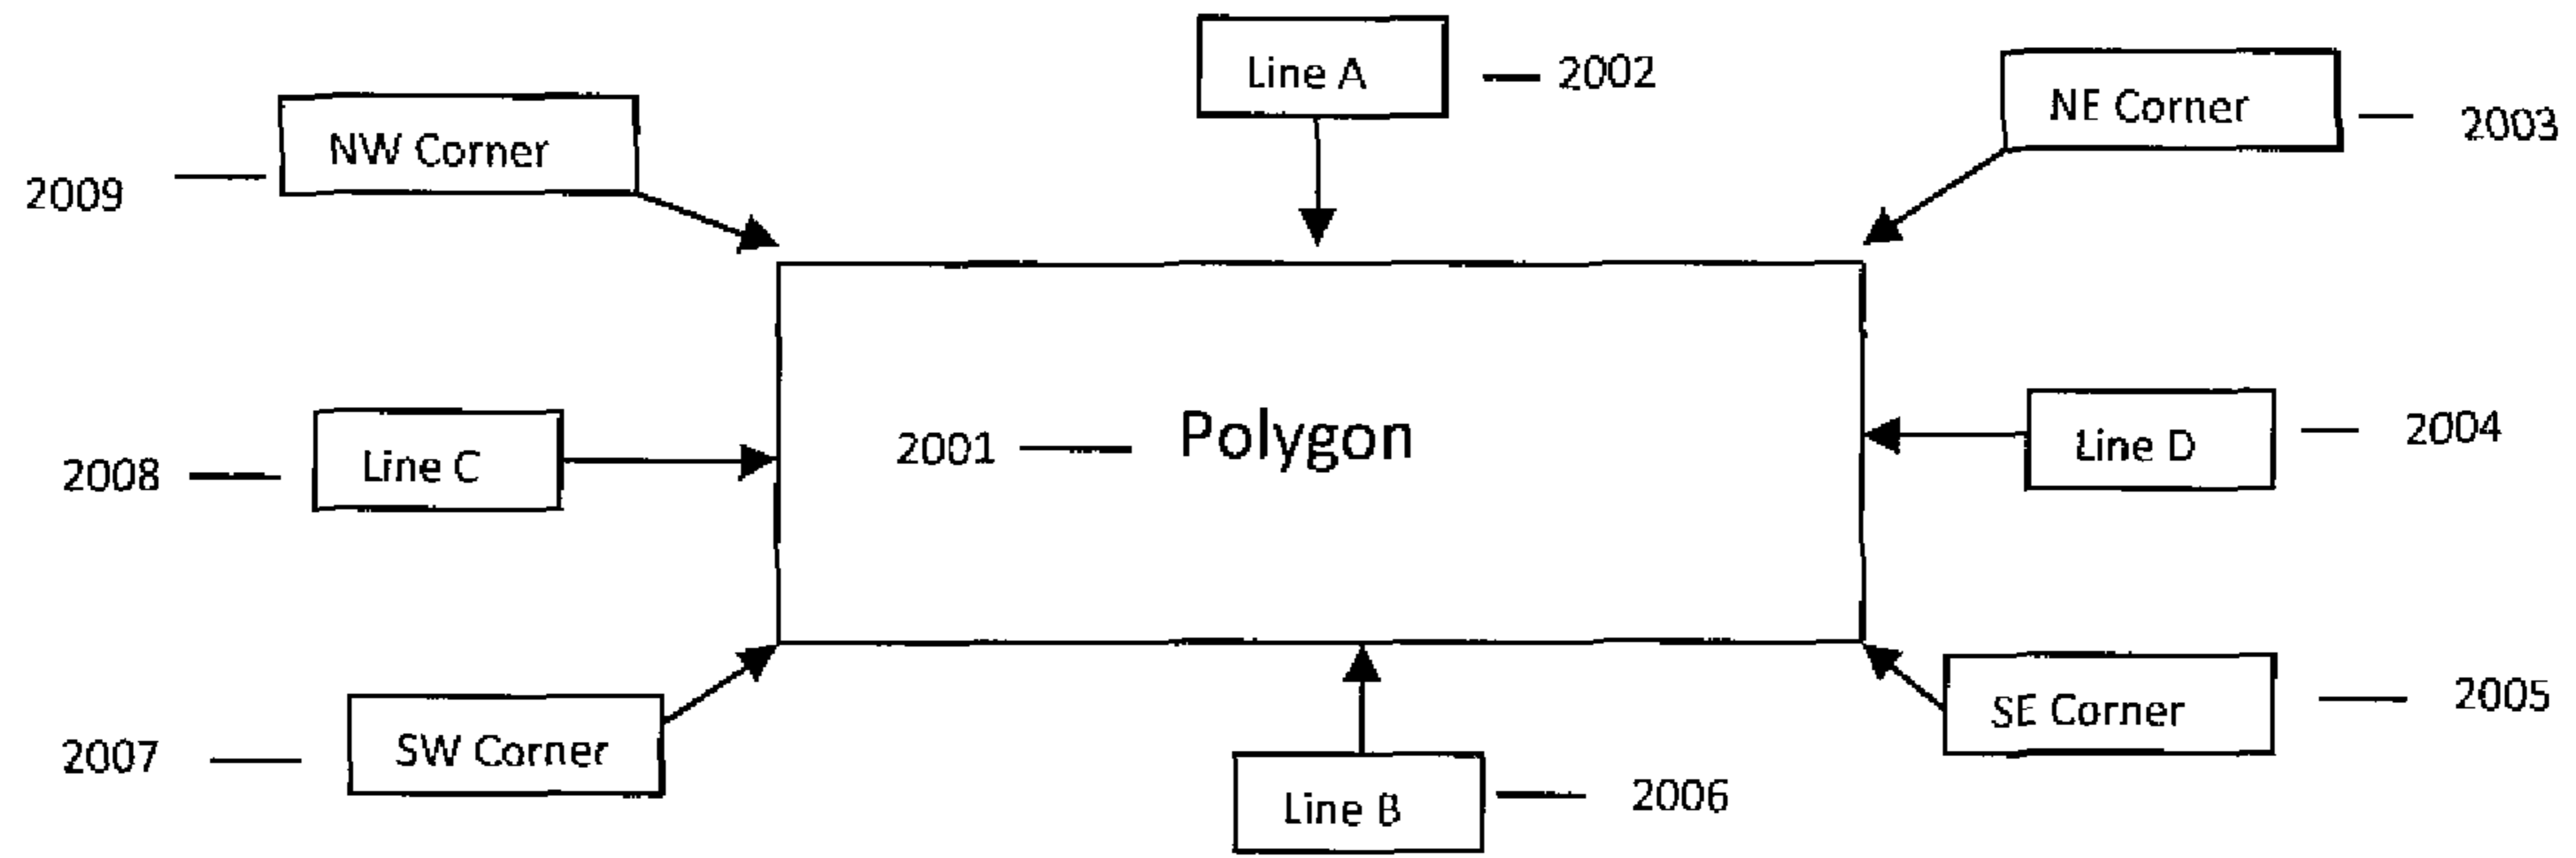 Line A — 2002
NE Corner — 2003
NW Corner
2009 —
Line D — 2004
2001 — Polygon
2008 — Line C
SE Corner — 2005
2007 — SW Corner
Line B — 2006